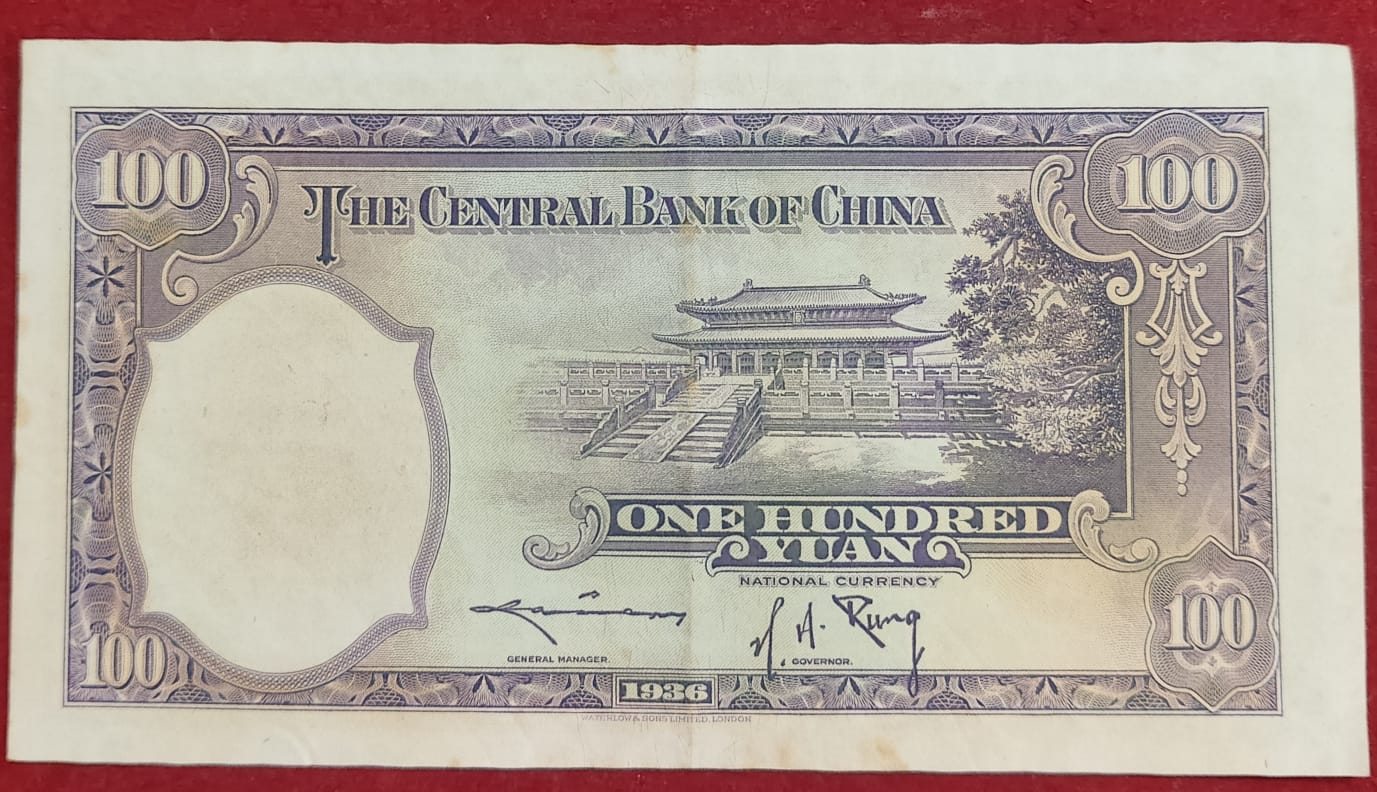 100 100
THE CENTRAL BANK OF CHINA
ONE HUNDRED
YUAN
NATIONAL CURRENCY
H. H. Kung
GENERAL MANAGER. GOVERNOR.
100 100
1936
WATERLOW & SONS LIMITED, LONDON